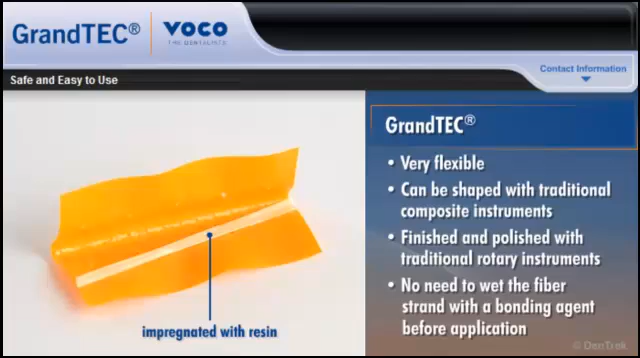 GrandTEC®
VOCO
THE DENTALISTS
Contact Information
Safe and Easy to Use
GrandTEC®
• Very flexible
• Can be shaped with traditional
composite instruments
• Finished and polished with
traditional rotary instruments
• No need to wet the fiber
strand with a bonding agent
before application
impregnated with resin
© DenTrek